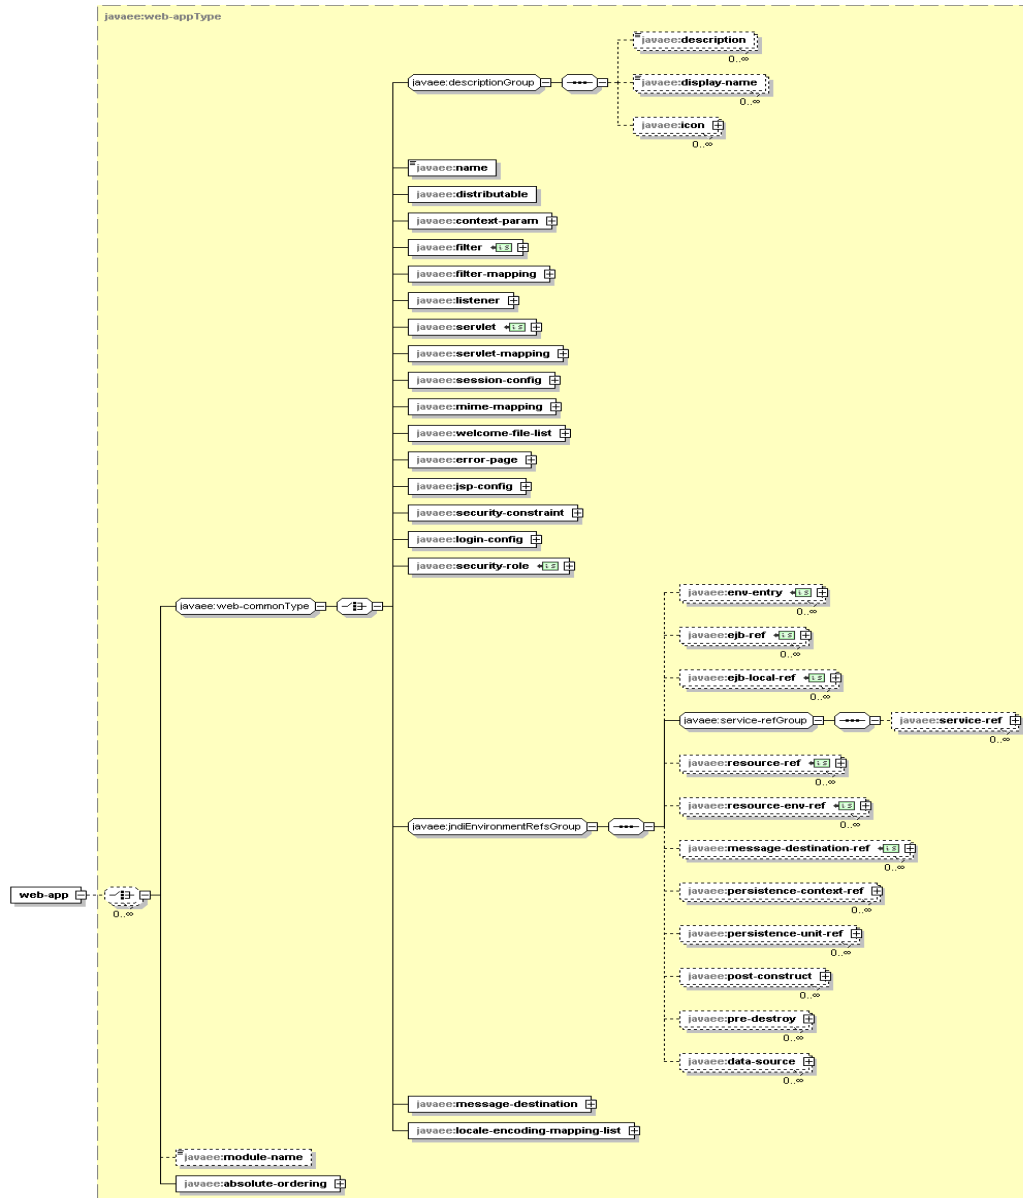 javaee:web-appType
javaee:description
0..∞
javaee:descriptionGroup
javaee:display-name
0..∞
javaee:icon
0..∞
javaee:name
javaee:distributable
javaee:context-param
javaee:filter
javaee:filter-mapping
javaee:listener
javaee:servlet
javaee:servlet-mapping
javaee:session-config
javaee:mime-mapping
javaee:welcome-file-list
javaee:error-page
javaee:jsp-config
javaee:security-constraint
javaee:login-config
javaee:security-role
javaee:web-commonType
javaee:env-entry
0..∞
javaee:ejb-ref
0..∞
javaee:ejb-local-ref
0..∞
javaee:service-refGroup
javaee:service-ref
0..∞
javaee:resource-ref
0..∞
javaee:resource-env-ref
0..∞
javaee:jndiEnvironmentRefsGroup
javaee:message-destination-ref
0..∞
javaee:persistence-context-ref
0..∞
web-app
0..∞
javaee:persistence-unit-ref
0..∞
javaee:post-construct
0..∞
javaee:pre-destroy
0..∞
javaee:data-source
0..∞
javaee:message-destination
javaee:locale-encoding-mapping-list
javaee:module-name
javaee:absolute-ordering